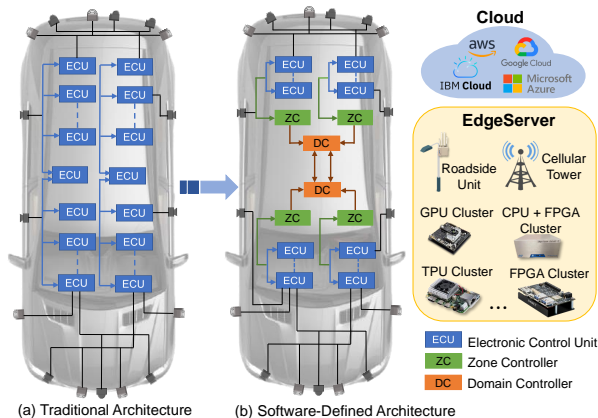 ECU ECU
ECU ECU
ECU ECU
ECU ECU
ECU ECU
ECU ECU
ECU ECU
(a) Traditional Architecture
ECU ECU
ECU ECU
ZC ZC
DC
DC
ZC ZC
ECU ECU
ECU ECU
(b) Software-Defined Architecture
Cloud
aws
Google Cloud
IBM Cloud
Microsoft
Azure
EdgeServer
Roadside
Unit
Cellular
Tower
GPU Cluster
CPU + FPGA
Cluster
TPU Cluster
FPGA Cluster
...
ECU Electronic Control Unit
ZC Zone Controller
DC Domain Controller